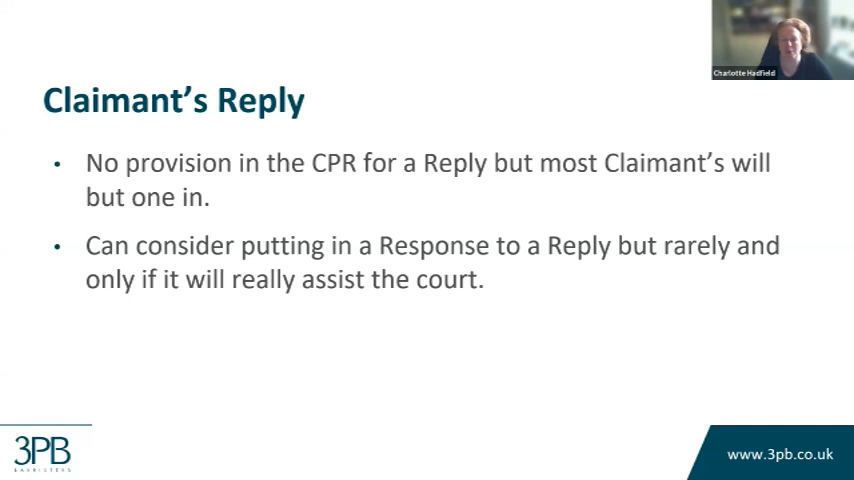 Charlotte Hadfield
Claimant's Reply
• No provision in the CPR for a Reply but most Claimant's will
but one in.
• Can consider putting in a Response to a Reply but rarely and
only if it will really assist the court.
3PB
BARRISTERS
www.3pb.co.uk